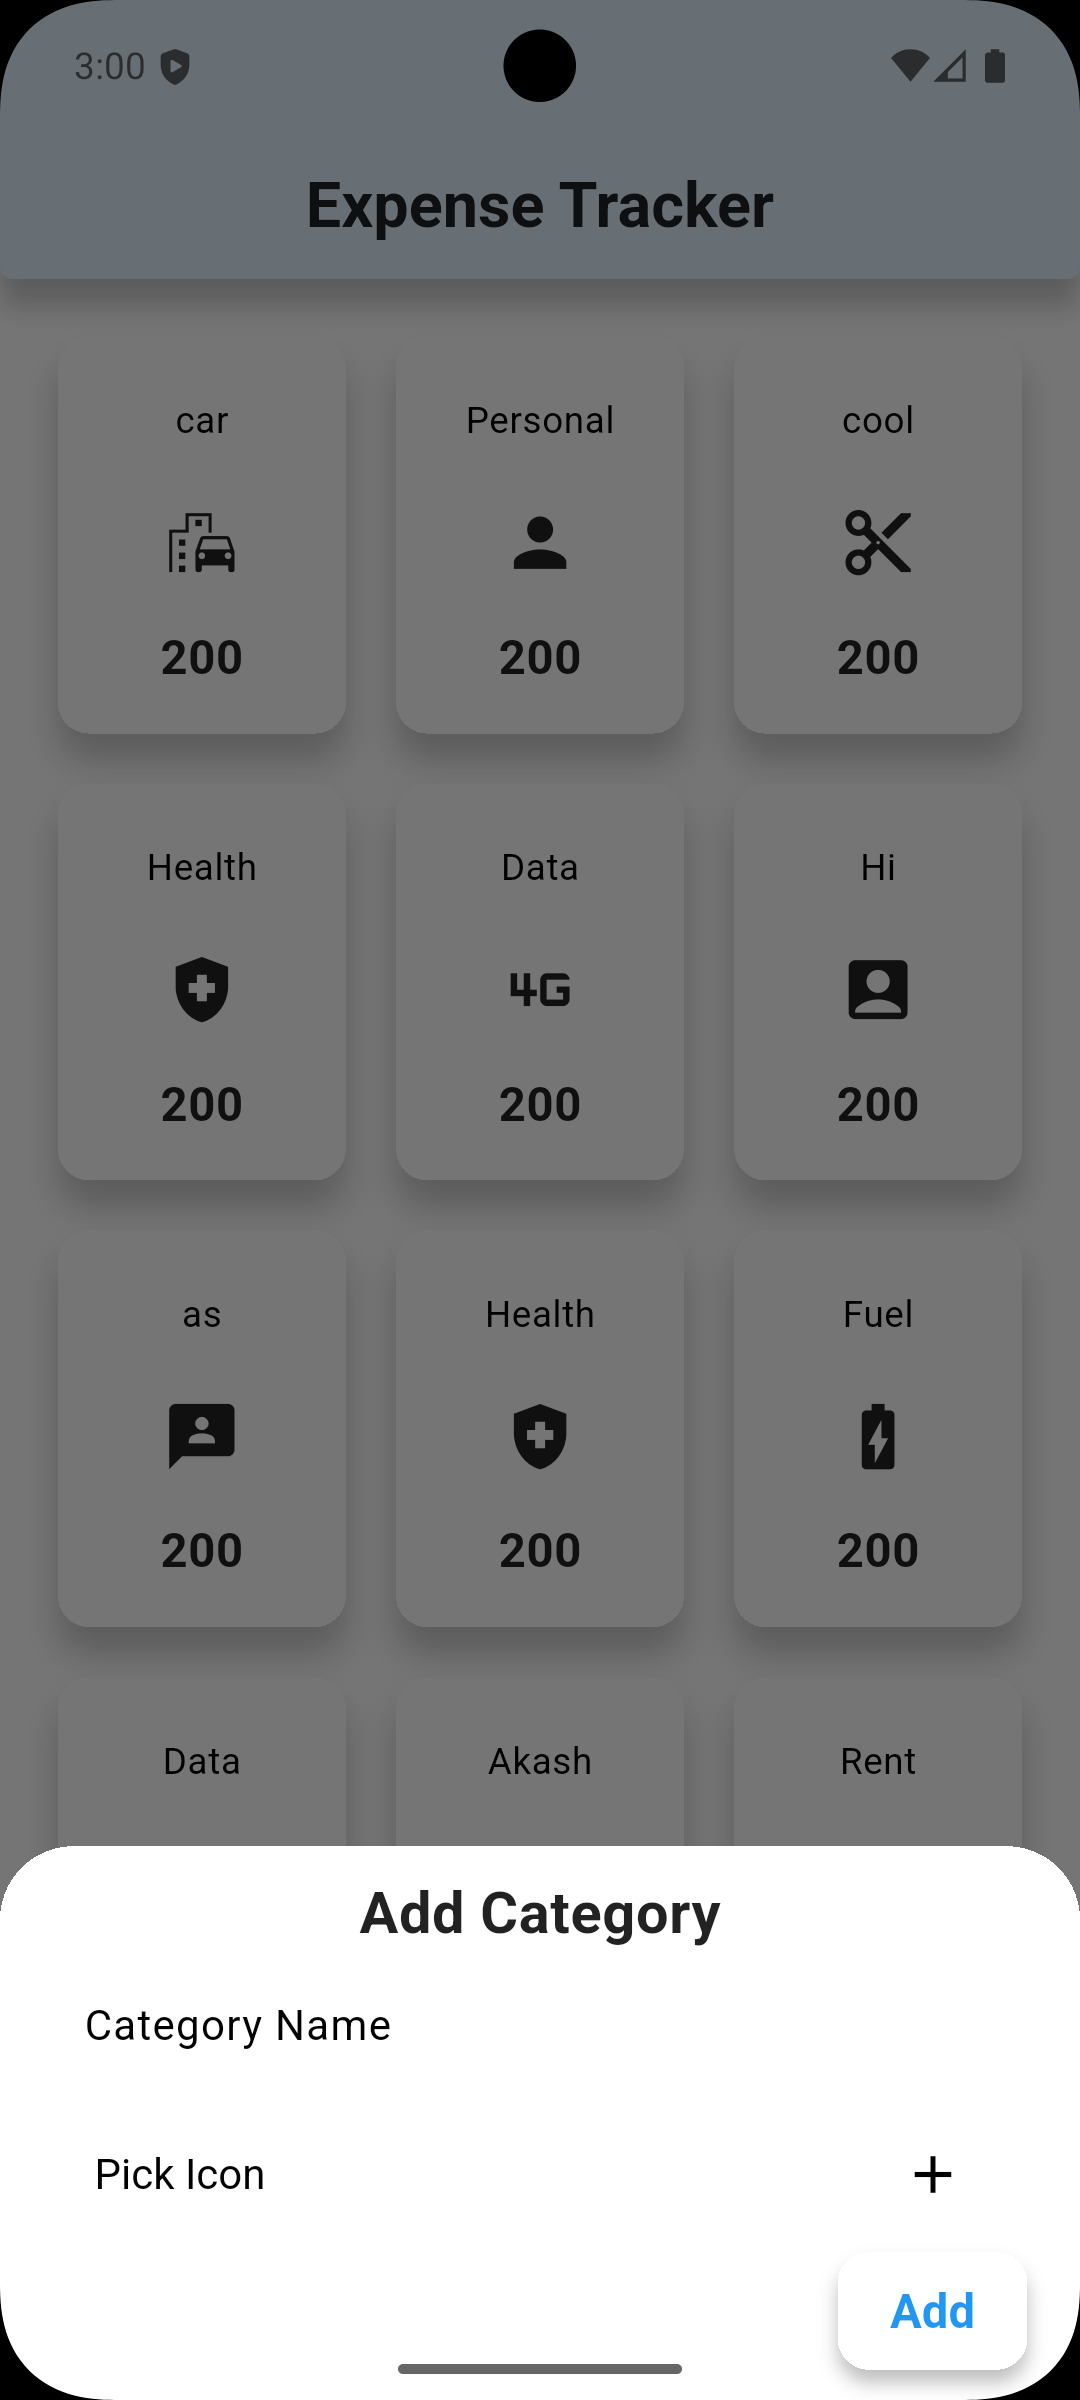 3:00
Expense Tracker
car Personal cool
200 200 200
Health Data Hi
4G
200 200 200
as Health Fuel
200 200 200
Data Akash Rent
Add Category
Category Name
Pick Icon
Add